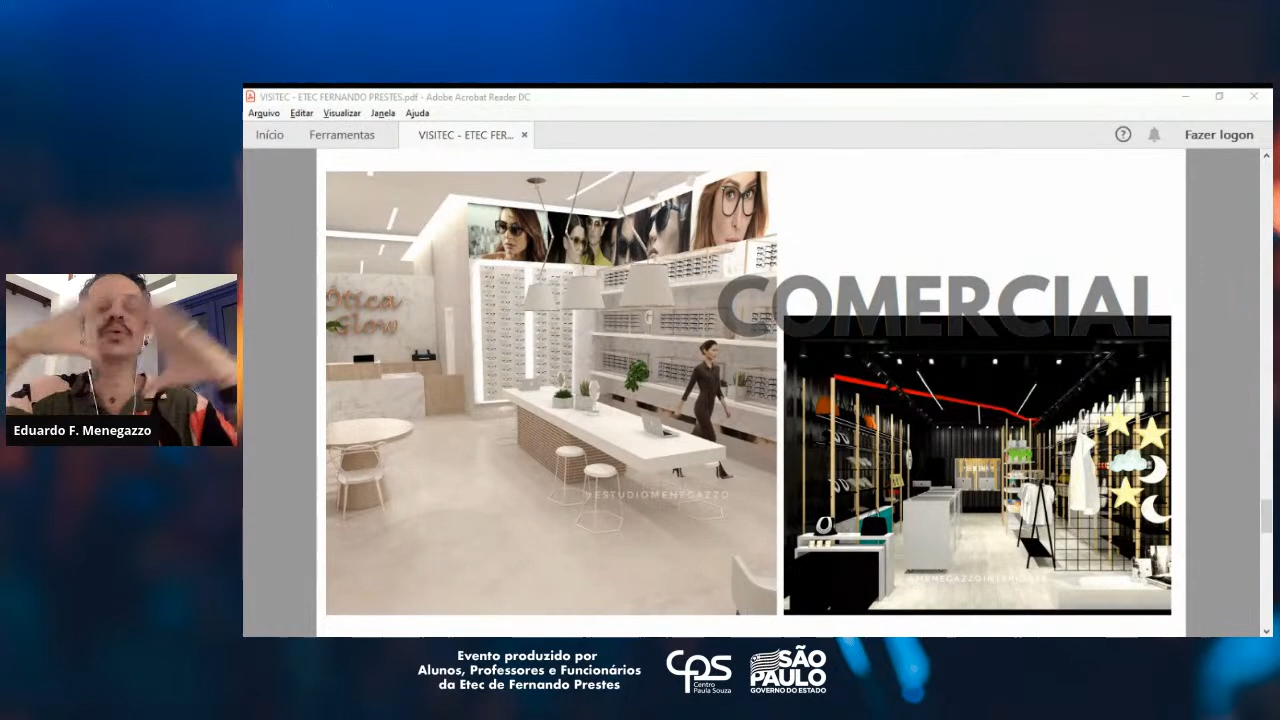 VISITEC - ETEC FERNANDO PRESTES.pdf - Adobe Acrobat Reader DC
Arquivo Editar Visualizar Janela Ajuda
Início Ferramentas VISITEC - ETEC FER... Fazer logon
COMERCIAL
Ótica
Glow
@ESTUDIOMENEGAZZO
@MENEGAZZOINTERIORES
Eduardo F. Menegazzo
Evento produzido por
Alunos, Professores e Funcionários
da Etec de Fernando Prestes
CPS
Centro
Paula Souza
SÃO
PAULO
GOVERNO DO ESTADO